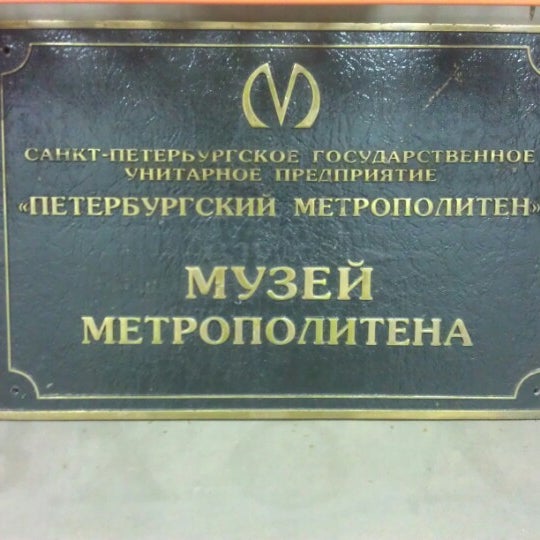 М
САНКТ-ПЕТЕРБУРГСКОЕ ГОСУДАРСТВЕННОЕ
УНИТАРНОЕ ПРЕДПРИЯТИЕ
«ПЕТЕРБУРГСКИЙ МЕТРОПОЛИТЕН»
МУЗЕЙ
МЕТРОПОЛИТЕНА